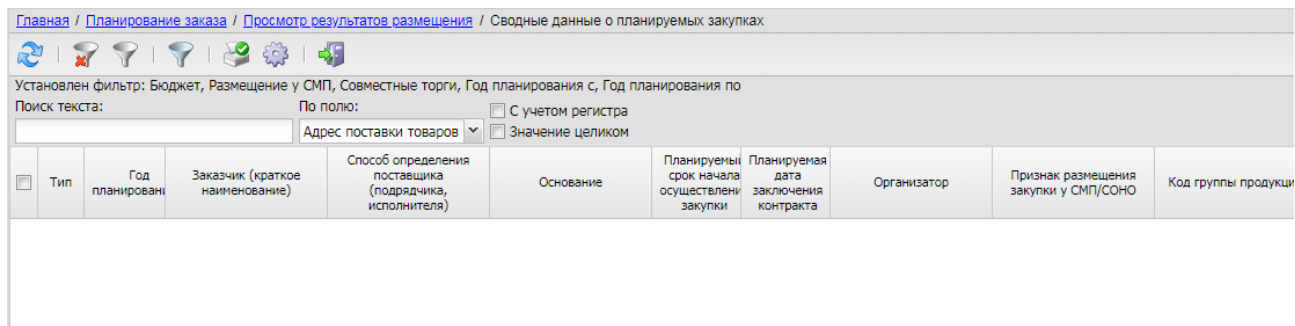 Главная / Планирование заказа / Просмотр результатов размещения / Сводные данные о планируемых закупках
Установлен фильтр: Бюджет, Размещение у СМП, Совместные торги, Год планирования с, Год планирования по
Поиск текста: По полю: С учетом регистра
Адрес поставки товаров Значение целиком
Тип
Год
планировани
Заказчик (краткое
наименование)
Способ определения
поставщика
(подрядчика,
исполнителя)
Основание
Планируемы
срок начала
осуществлени
закупки
Планируемая
дата
заключения
контракта
Организатор
Признак размещения
закупки у СМП/СОНО
Код группы продукци